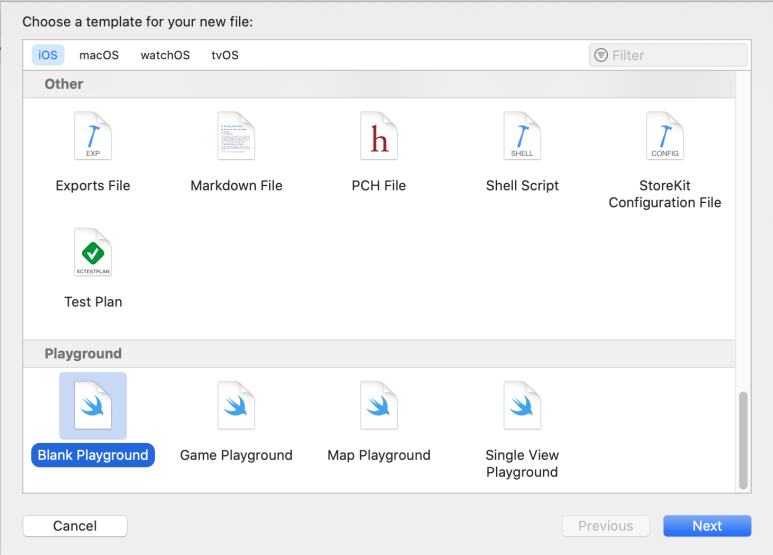 Choose a template for your new file:
iOS macOS watchOS tvOS Filter
Other
EXP SHELL CONFIG
h
Exports File Markdown File PCH File Shell Script StoreKit
Configuration File
XCTESTPLAN
Test Plan
Playground
Blank Playground Game Playground Map Playground Single View
Playground
Cancel Previous Next